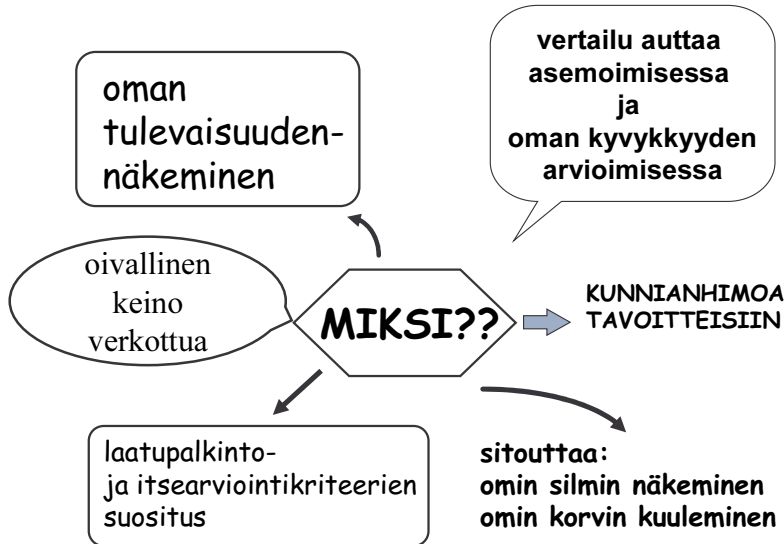 vertailu auttaa
asemoimisessa
ja
oman kyvykkyyden
arvioimisessa
oman
tulevaisuuden-
näkeminen
oivallinen
keino
verkottua
MIKSI??
KUNNIANHIMOA
TAVOITTEISIIN
laatupalkinto-
ja itsearviointikriteerien
suositus
sitouttaa:
omin silmin näkeminen
omin korvin kuuleminen